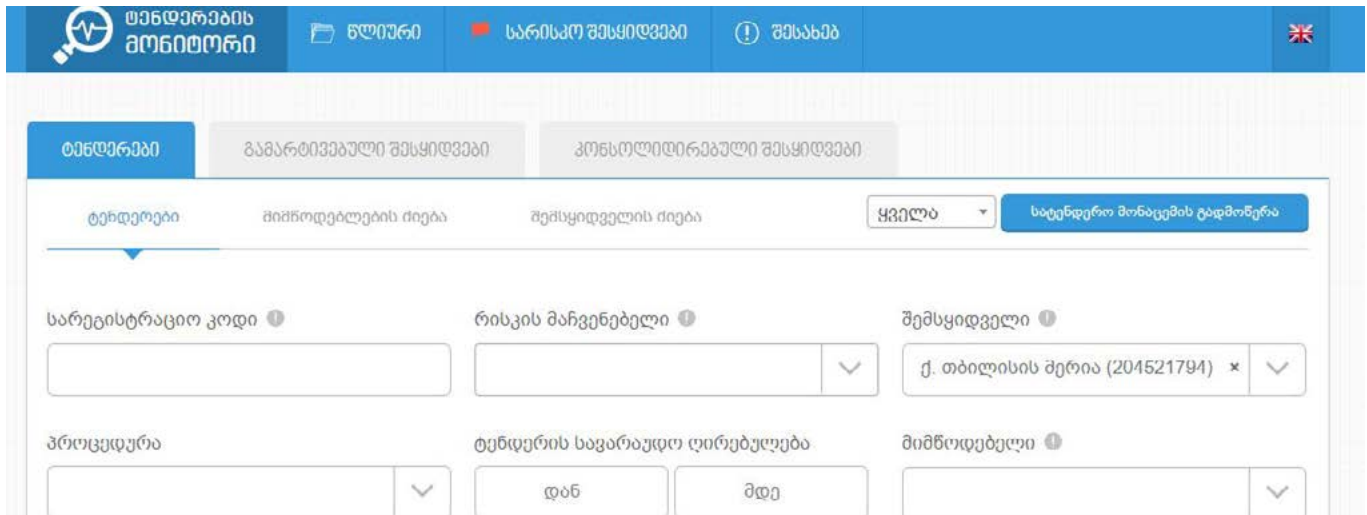 ტენდერების
მონიტორი
წლიური
სარისკო შესყიდვები
შესახებ
ტენდერები
გამარტივებული შესყიდვები
კონსოლიდირებული შესყიდვები
ტენდერები
მიმწოდებლების ძიება
შემსყიდველის ძიება
ყველა
სატენდერო მონაცემის გადმოწერა
სარეგისტრაციო კოდი
რისკის მაჩვენებელი
შემსყიდველი
ქ. თბილისის მერია (204521794) ×
პროცედურა
ტენდერის სავარაუდო ღირებულება
მიმწოდებელი
დან
მდე